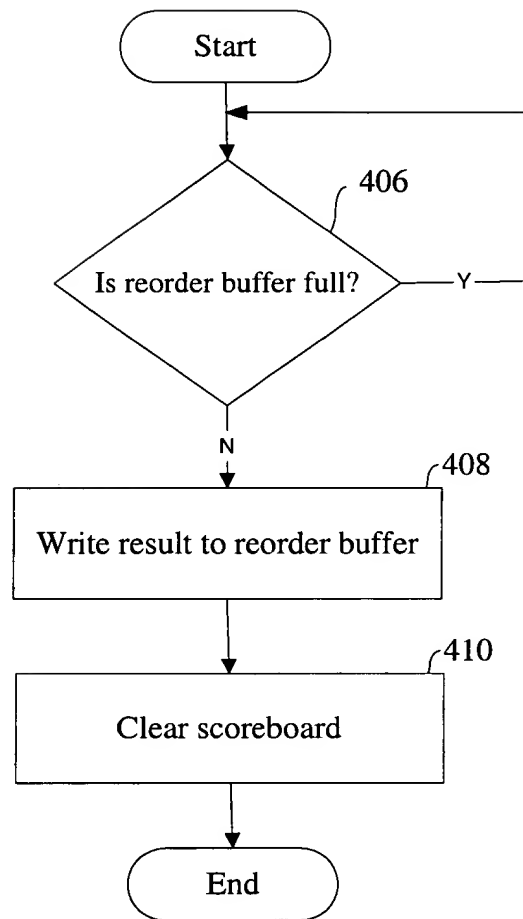 Start
406
Is reorder buffer full?
Y
N
408
Write result to reorder buffer
410
Clear scoreboard
End